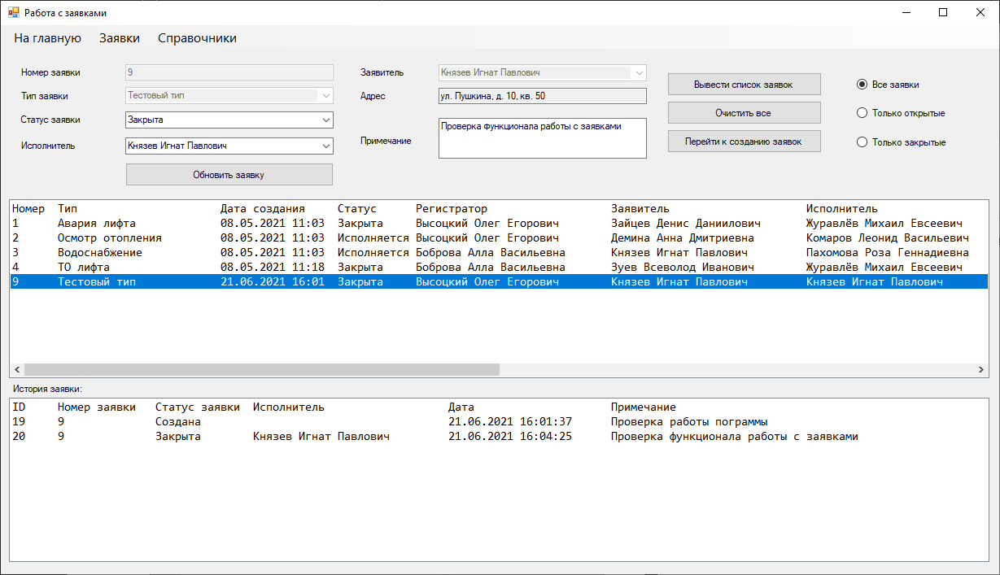 Работа с заявками
На главную Заявки Справочники
Номер заявки 9 Заявитель Князев Игнат Павлович Вывести список заявок Все заявки
Тип заявки Тестовый тип Адрес ул. Пушкина, д. 10, кв. 50 Очистить все Только открытые
Статус заявки Закрыта Примечание Проверка функционала работы с заявками Перейти к созданию заявок Только закрытые
Исполнитель Князев Игнат Павлович
Обновить заявку
Номер Тип Дата создания Статус Регистратор Заявитель Исполнитель
1 Авария лифта 08.05.2021 11:03 Закрыта Высоцкий Олег Егорович Зайцев Денис Даниилович Журавлёв Михаил Евсеевич
2 Осмотр отопления 08.05.2021 11:03 Исполняется Высоцкий Олег Егорович Демина Анна Дмитриевна Комаров Леонид Васильевич
3 Водоснабжение 08.05.2021 11:03 Исполняется Боброва Алла Васильевна Князев Игнат Павлович Пахомова Роза Геннадиевна
4 ТО лифта 08.05.2021 11:18 Закрыта Боброва Алла Васильевна Зуев Всеволод Иванович Журавлёв Михаил Евсеевич
9 Тестовый тип 21.06.2021 16:01 Закрыта Высоцкий Олег Егорович Князев Игнат Павлович Князев Игнат Павлович
История заявки:
ID Номер заявки Статус заявки Исполнитель Дата Примечание
19 9 Создана 21.06.2021 16:01:37 Проверка работы пограммы
20 9 Закрыта Князев Игнат Павлович 21.06.2021 16:04:25 Проверка функционала работы с заявками